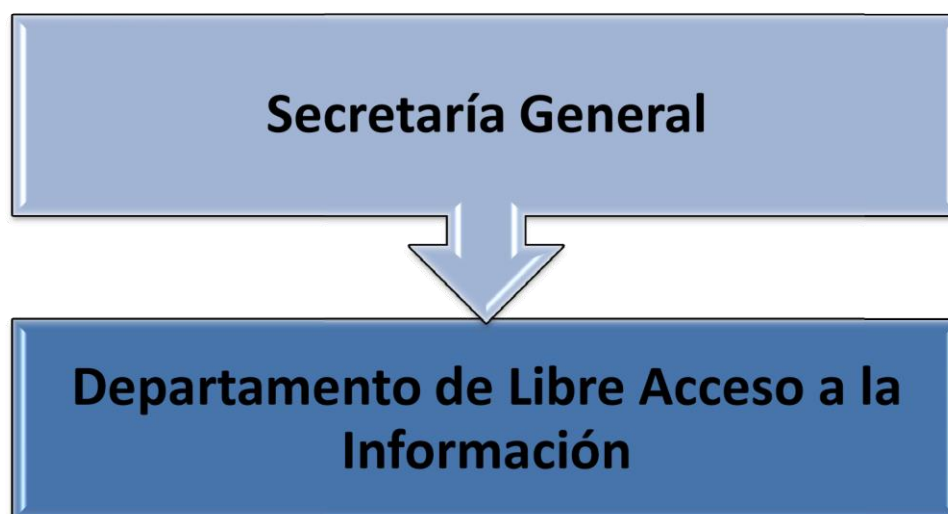 Secretaría General
Departamento de Libre Acceso a la
Información